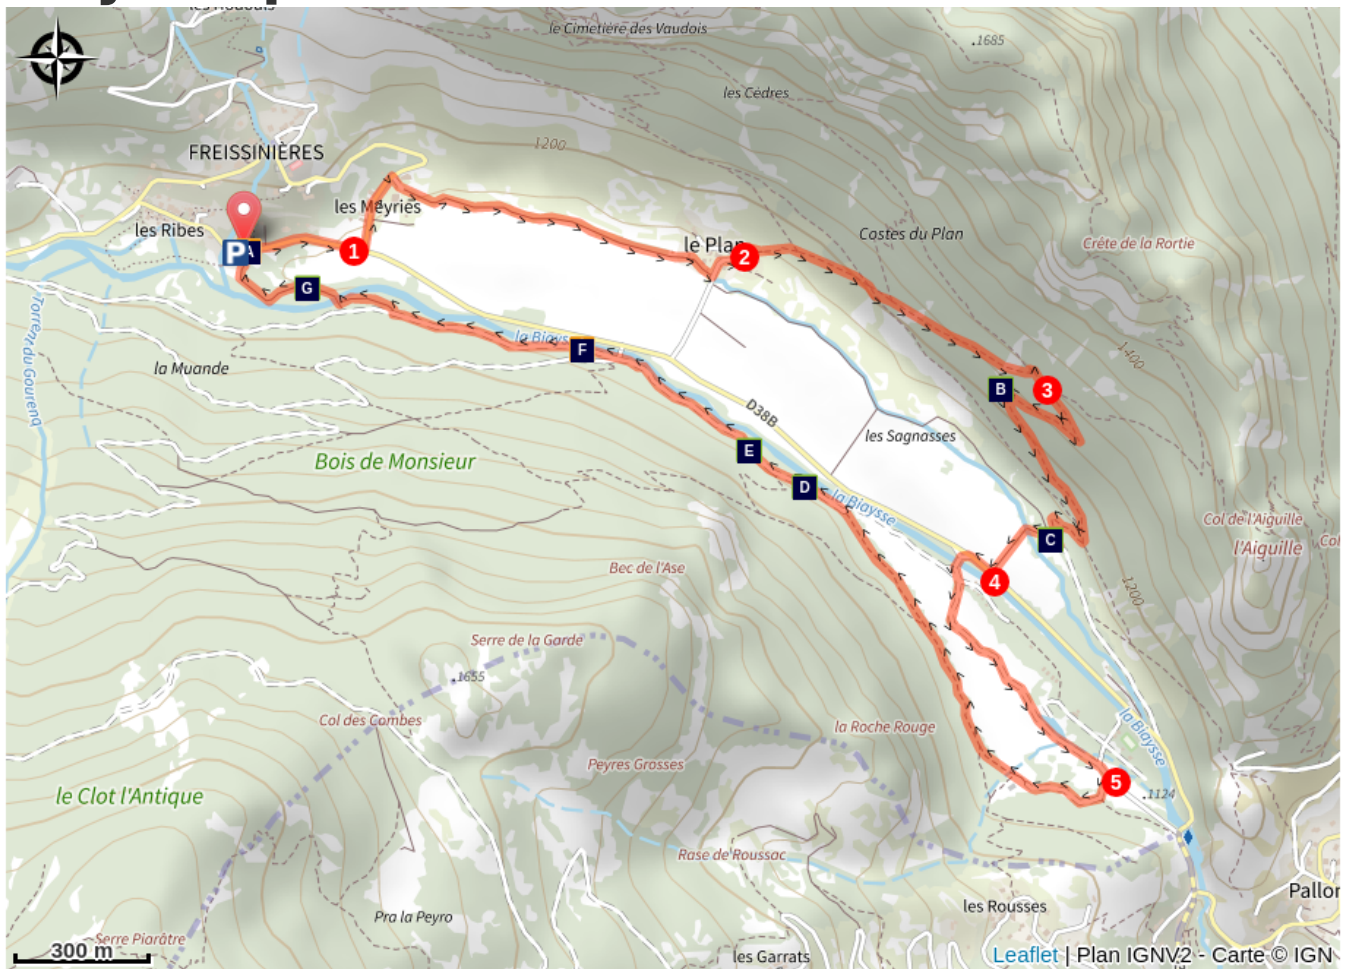 le Cimetière des Vaudois
.1685
les Cèdres
1200
FREISSINIÈRES
les Meyries
les Ribes
P
A
1
le Plan
2
Costes du Plan
Crête de la Rortie
G
Torrent du Gourenq
la Biaysse
F
1400
la Muande
B
3
D38B
les Sagnasses
E
Bois de Monsieur
D
la Biaysse
Col de l'Aiguille
l'Aiguille
Col
C
Bec de l'Ase
4
1200
Serre de la Garde
.1655
Col des Combes
la Roche Rouge
la Biaysse
Peyres Grosses
5
.1124
le Clot l'Antique
Rase de Roussac
Pallon
les Rousses
Pra la Peyro
Serre Piarâtre
300 m
les Garrats
Leaflet | Plan IGNV2 - Carte © IGN